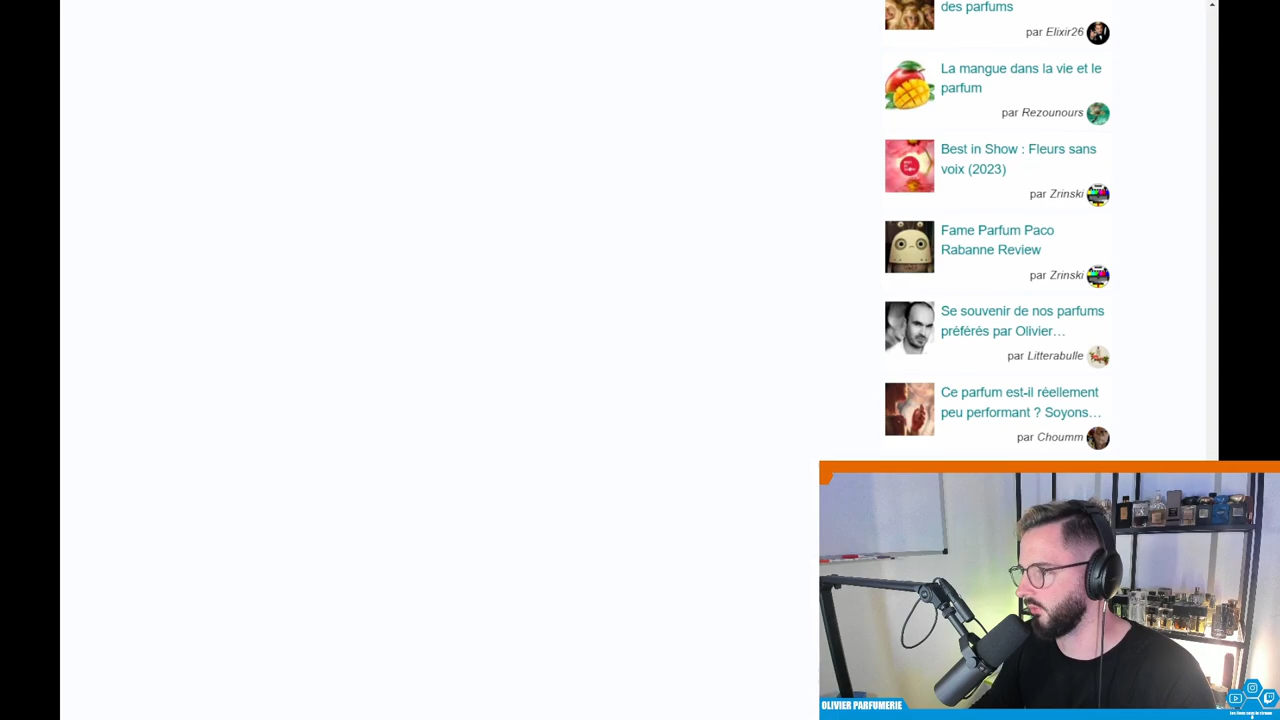 des parfums
par Elixir26
La mangue dans la vie et le
parfum
par Rezounours
Best in Show : Fleurs sans
voix (2023)
par Zrinski
Fame Parfum Paco
Rabanne Review
par Zrinski
Se souvenir de nos parfums
préférés par Olivier…
par Litterabulle
Ce parfum est-il réellement
peu performant ? Soyons…
par Choumm
OLIVIER PARFUMERIE